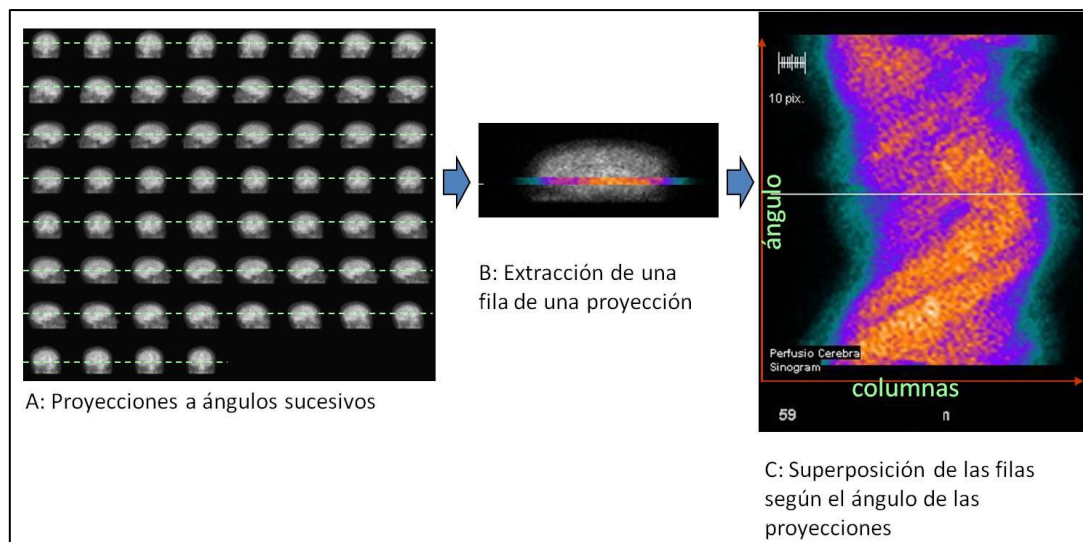 A: Proyecciones a ángulos sucesivos
B: Extracción de una
fila de una proyección
10 pix.
ángulo
Perfusio Cerebra
Sinogram
columnas
59
n
C: Superposición de las filas
según el ángulo de las
proyecciones